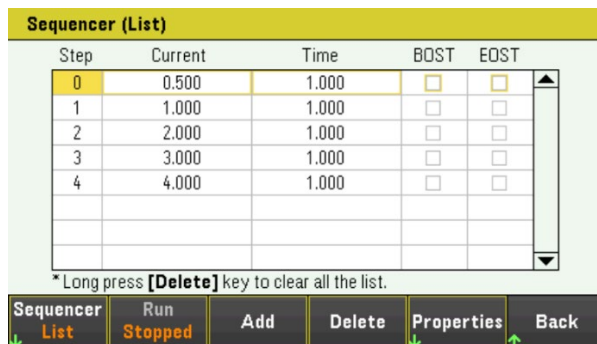 Sequencer (List)
Step Current Time BOST EOST
0 0.500 1.000
1 1.000 1.000
2 2.000 1.000
3 3.000 1.000
4 4.000 1.000
* Long press [Delete] key to clear all the list.
Sequencer Run Add Delete Properties Back
List Stopped